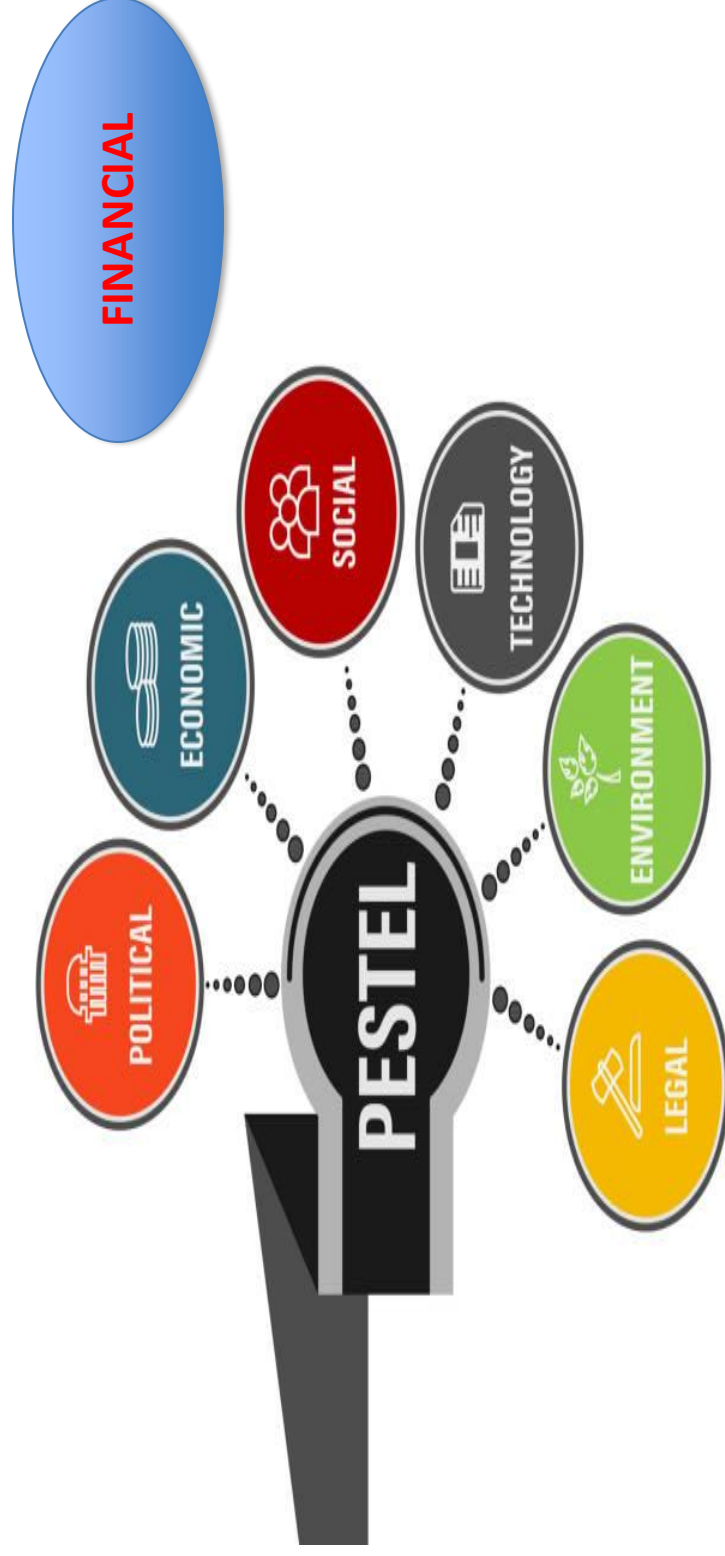 FINANCIAL
POLITICAL
ECONOMIC
SOCIAL
TECHNOLOGY
ENVIRONMENT
LEGAL
PESTEL